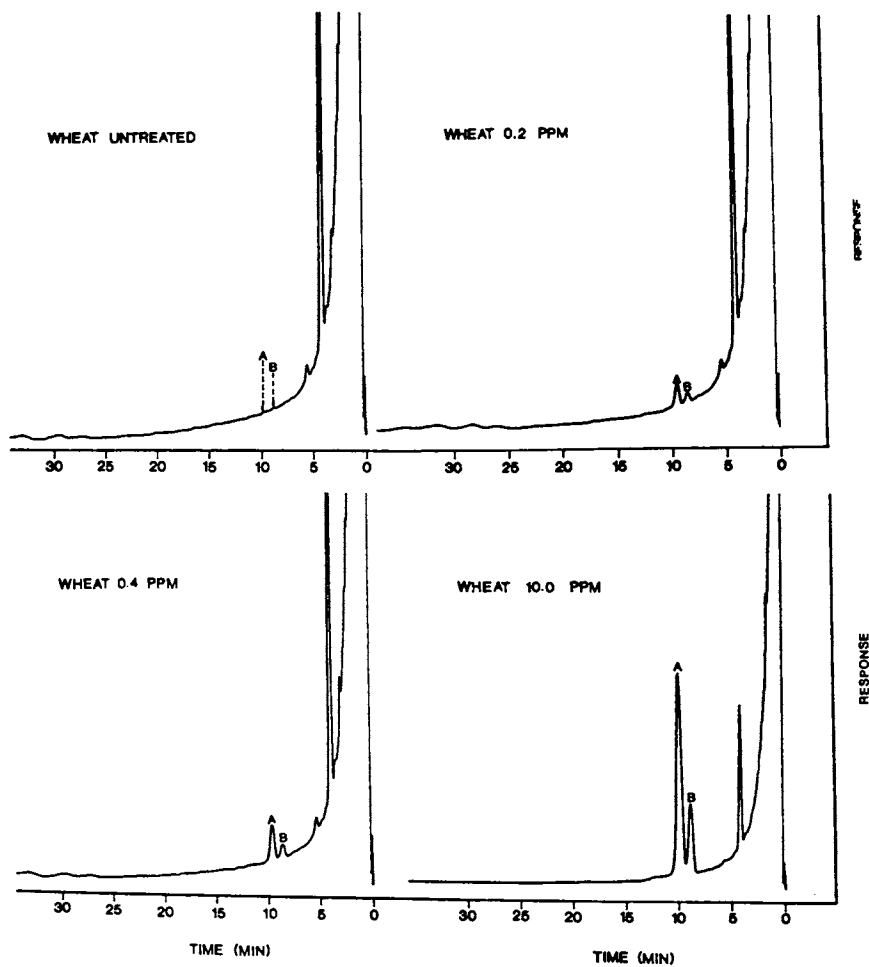 WHEAT UNTREATED
WHEAT 0.2 PPM
RESPONSE
A
B
A
B
30 25 20 15 10 5 0
30 25 20 15 10 5 0
WHEAT 0.4 PPM
WHEAT 10.0 PPM
RESPONSE
A
B
A
B
30 25 20 15 10 5 0
30 25 20 15 10 5 0
TIME (MIN)
TIME (MIN)